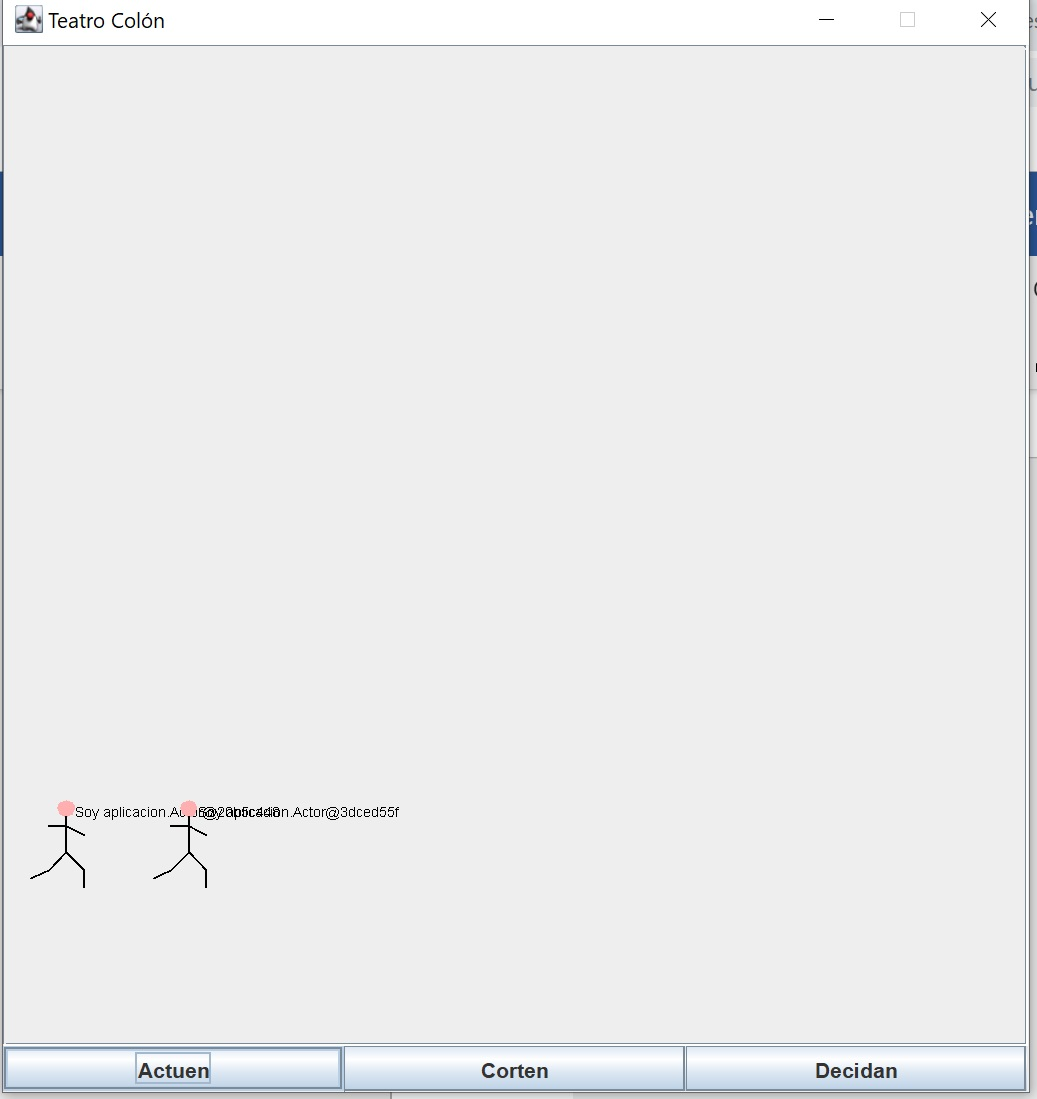 Teatro Colón
Soy aplicacion.Actor@3dced55f
Actuen
Corten
Decidan